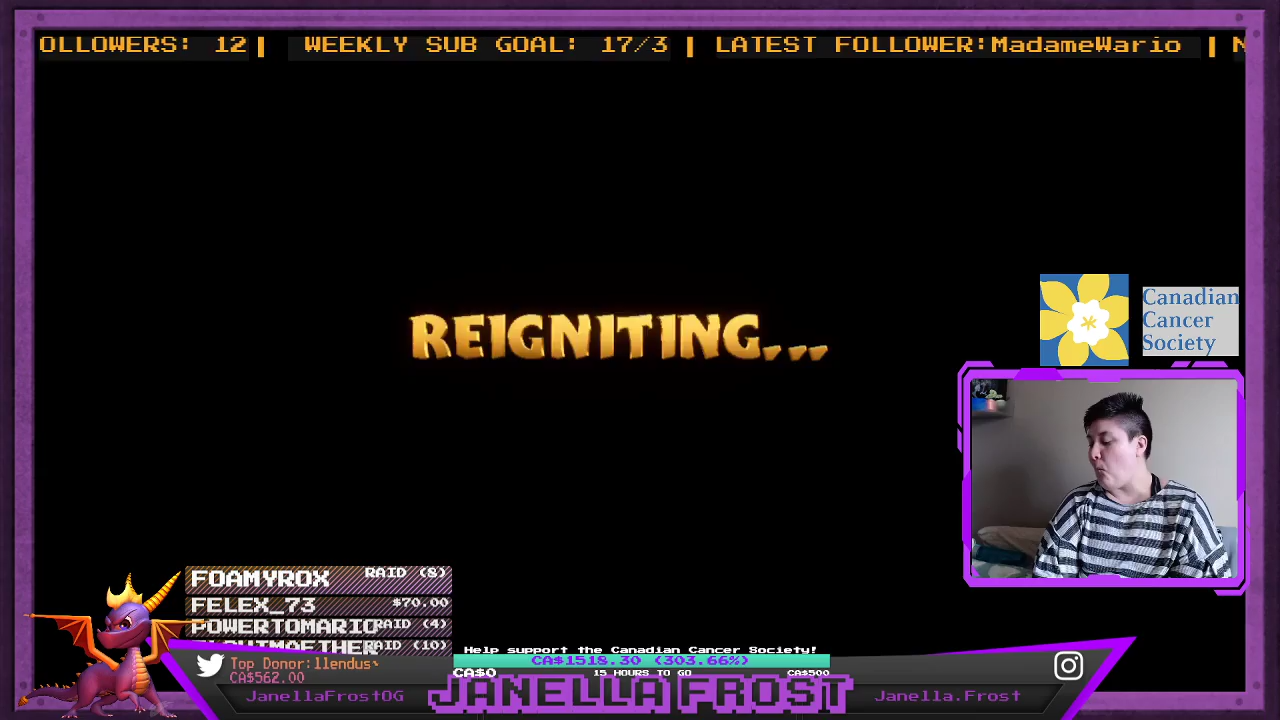 OLLOWERS: 12 | WEEKLY SUB GOAL: 17/3 | LATEST FOLLOWER:MadameWario | N
REIGNITING...
Canadian
Cancer
Society
FOAMYROX RAID (8)
FELEX_73 $70.00
POWERTOMARIO RAID (4)
RAID (10)
Help support the Canadian Cancer Society!
CA$1518.30 (303.66%)
CA$0 15 HOURS TO GO CA$500
Top Donor:llendus
CA$562.00
JanellaFrostOG
JANELLA FROST
Janella.Frost